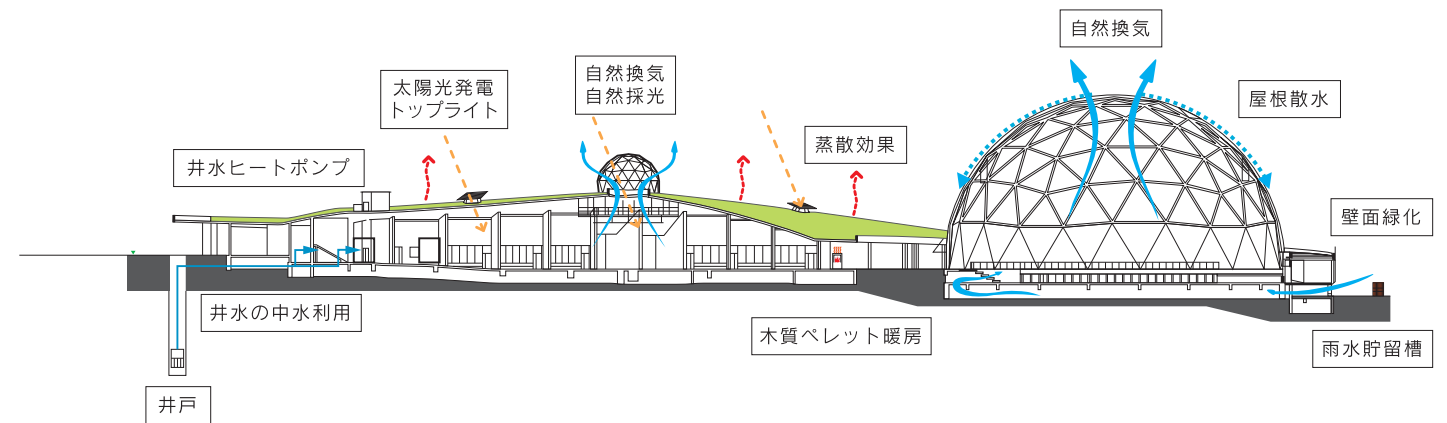 自然換気
太陽光発電
トップライト
自然換気
自然採光
屋根散水
井水ヒートポンプ
蒸散効果
壁面緑化
井水の中水利用
木質ペレット暖房
雨水貯留槽
井戸